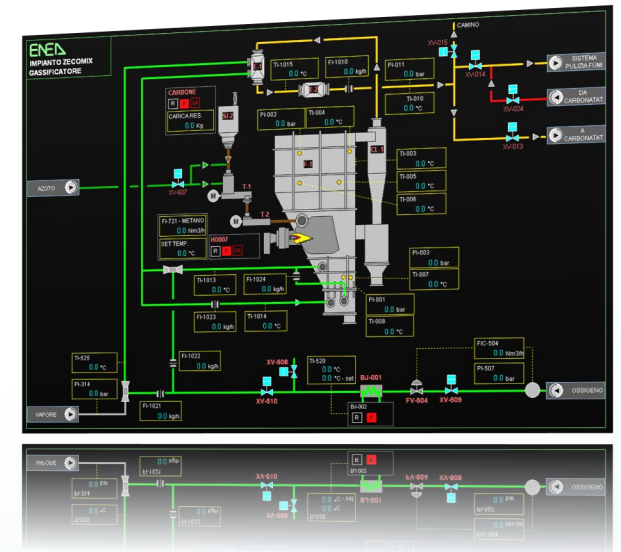 ENEA
IMPIANTO ZECOMIX
GASSIFICATORE
CAMINO
XV-015
TI-1015
0.0 °C
FI-1010
0.0 kg/h
PI-011
0.0 bar
TI-010
0.0 °C
XV-014
SISTEMA
PULIZIA FUMI
DA
CARBONATAT.
XV-024
A
CARBONATAT.
XV-013
CARBONE
R
CARICA RES.
0.0 Kg
PI-002
0.0 bar
TI-004
0.0 °C
TI-003
0.0 °C
TI-005
0.0 °C
TI-006
0.0 °C
AZOTO
XV-607
M
T-1
M
T-2
FI-721 - METANO
0.0 Nm3/h
SET TEMP.
0.0 °C
R
PI-003
0.0 bar
TI-007
0.0 °C
TI-1013
0.0 °C
FI-1024
0.0 kg/h
FI-1023
0.0 kg/h
TI-1014
0.0 °C
PI-001
0.0 bar
TI-008
0.0 °C
TI-525
0.0 °C
PI-314
0.0 bar
FI-1022
0.0 kg/h
XV-508
TI-520
0.0 °C
0.0 °C - set
BJ-001
FIC-504
0.0 Nm3/h
PI-507
0.0 bar
VAPORE
FI-1021
0.0 kg/h
XV-510
BJ-002
R
FV-504
XV-509
OSSIGENO